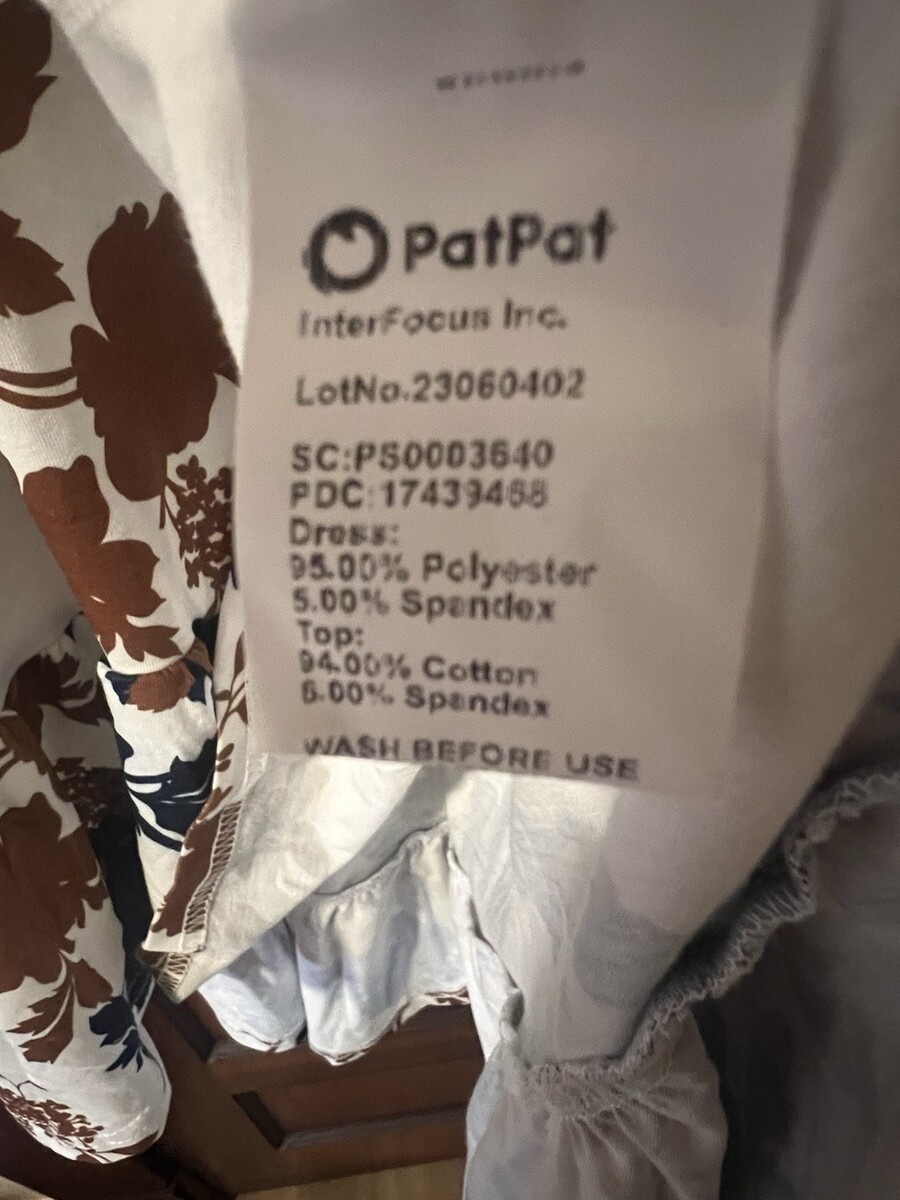 PatPat
InterFocus Inc.
LotNo.23060402
SC:PS0003640
PDC:17439468
Dress:
95.00% Polyester
5.00% Spandex
Top:
94.00% Cotton
6.00% Spandex
WASH BEFORE USE